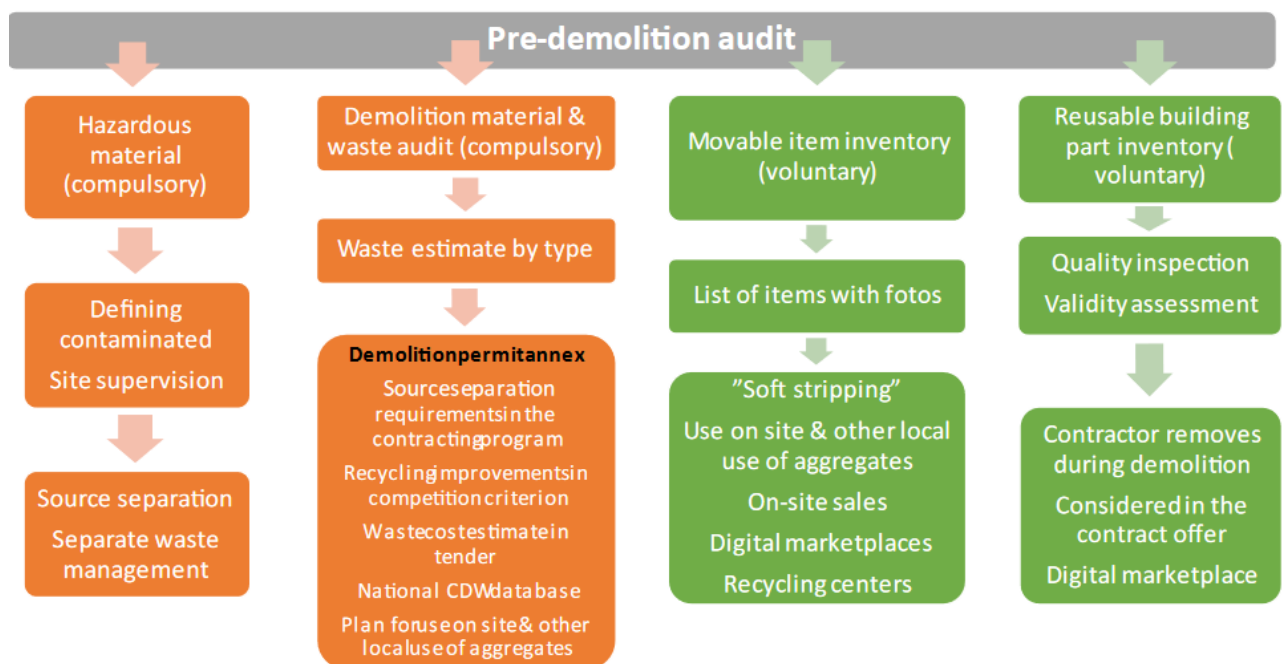 Pre-demolition audit
Hazardous
material
(compulsory)
Defining
contaminated
Site supervision
Source separation
Separate waste
management
Demolition material &
waste audit (compulsory)
Waste estimate by type
Demolitionpermitannex
Sourceseparation
requirementsin the
contractingprogram
Recyclingimprovementsin
competition criterion
Wastecostestimatein
tender
National CDWdatabase
Plan foruseon site& other
localuse of aggregates
Movable item inventory
(voluntary)
List of items with fotos
”Soft stripping”
Use on site & other local
use of aggregates
On-site sales
Digital marketplaces
Recycling centers
Reusable building
part inventory (
voluntary)
Quality inspection
Validity assessment
Contractor removes
during demolition
Considered in the
contract offer
Digital marketplace